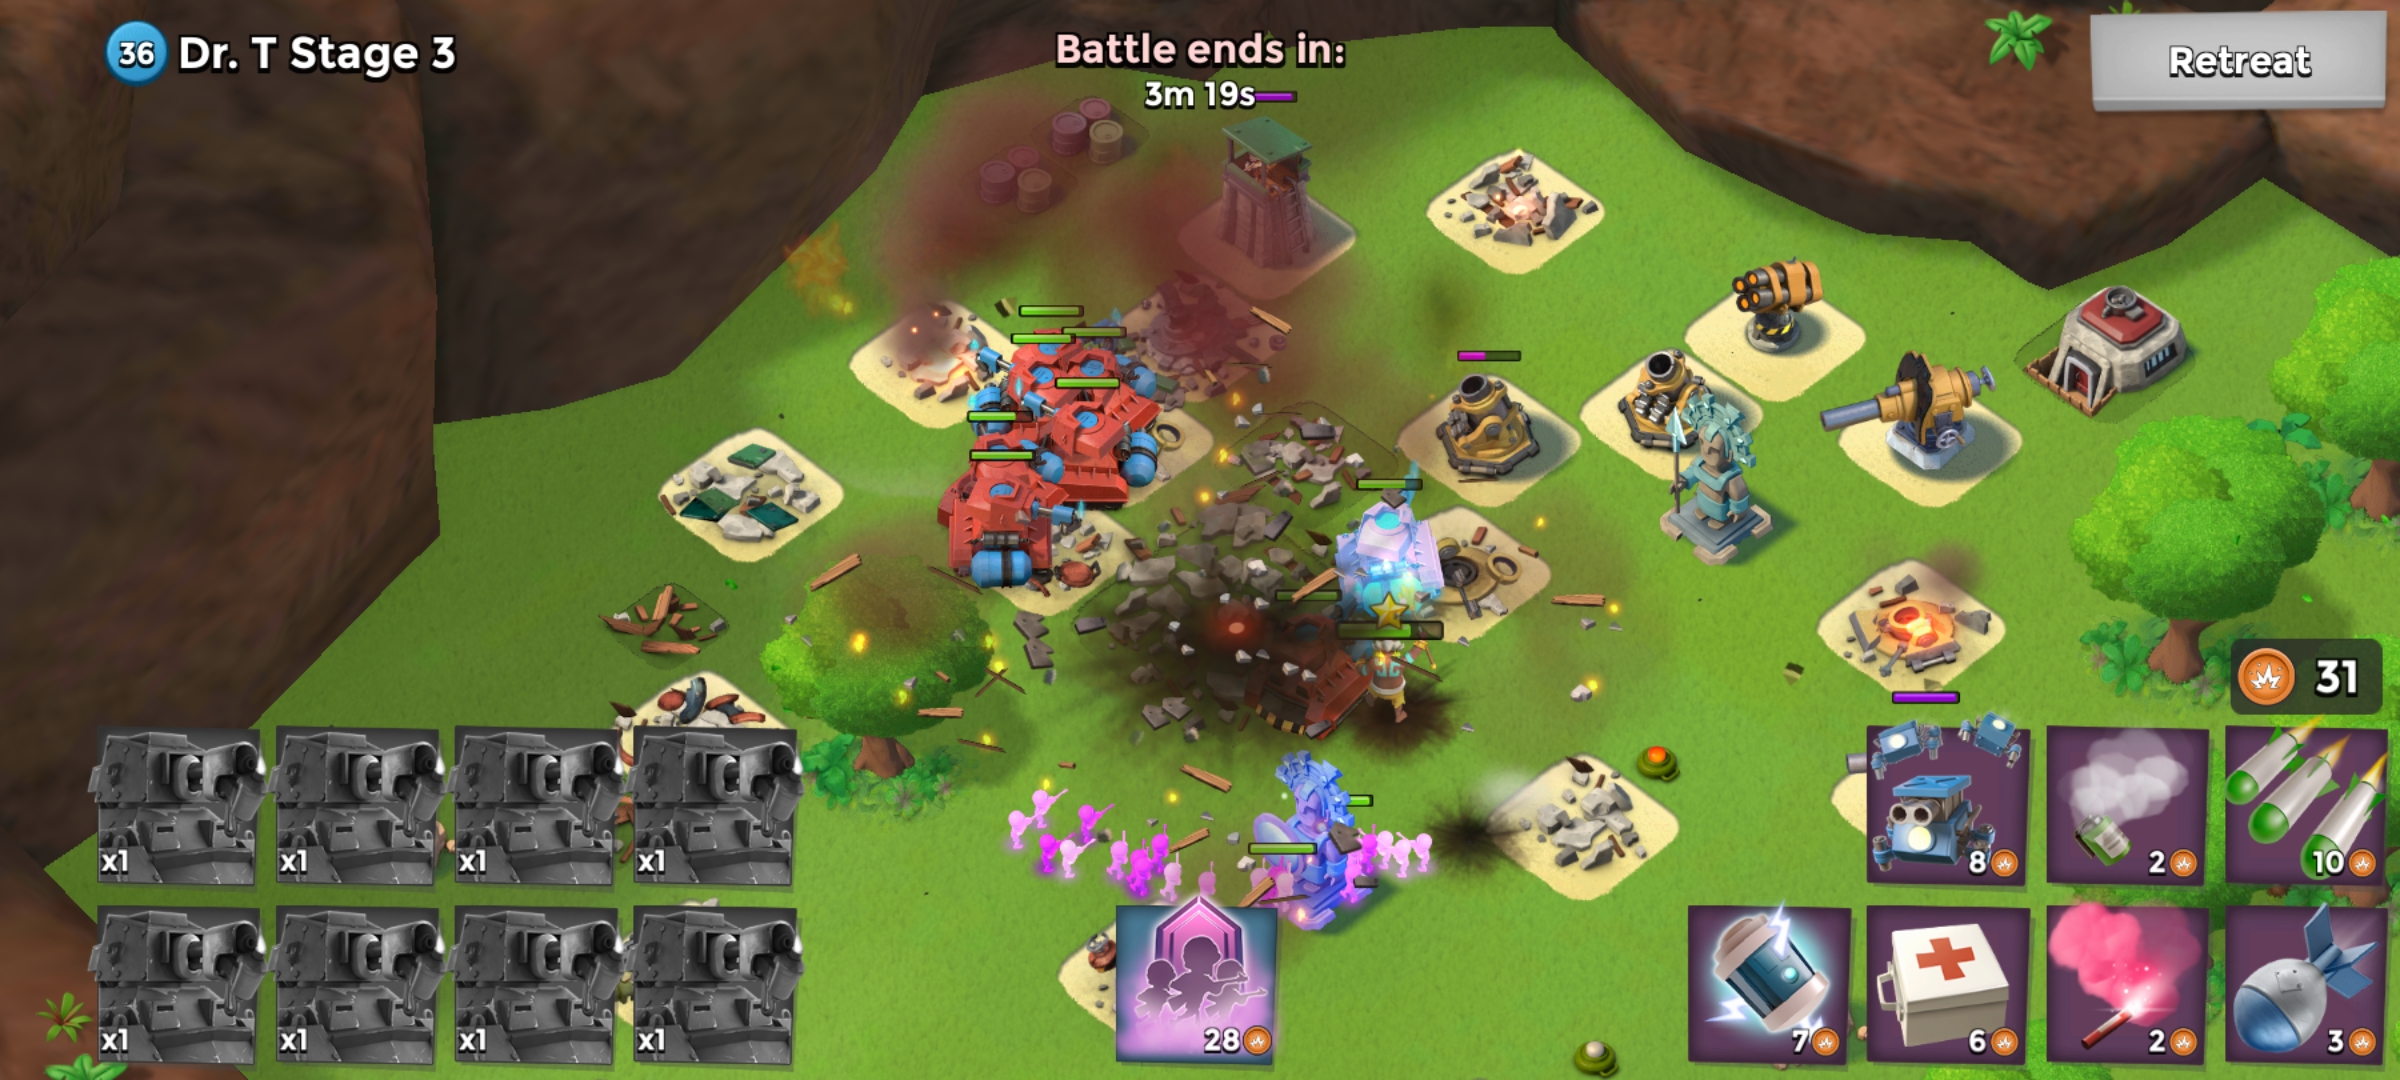 36 Dr. T Stage 3
Battle ends in:
3m 19s
Retreat
31
x1 x1 x1 x1
8 2 10
x1 x1 x1 x1
28
7 6 2 3